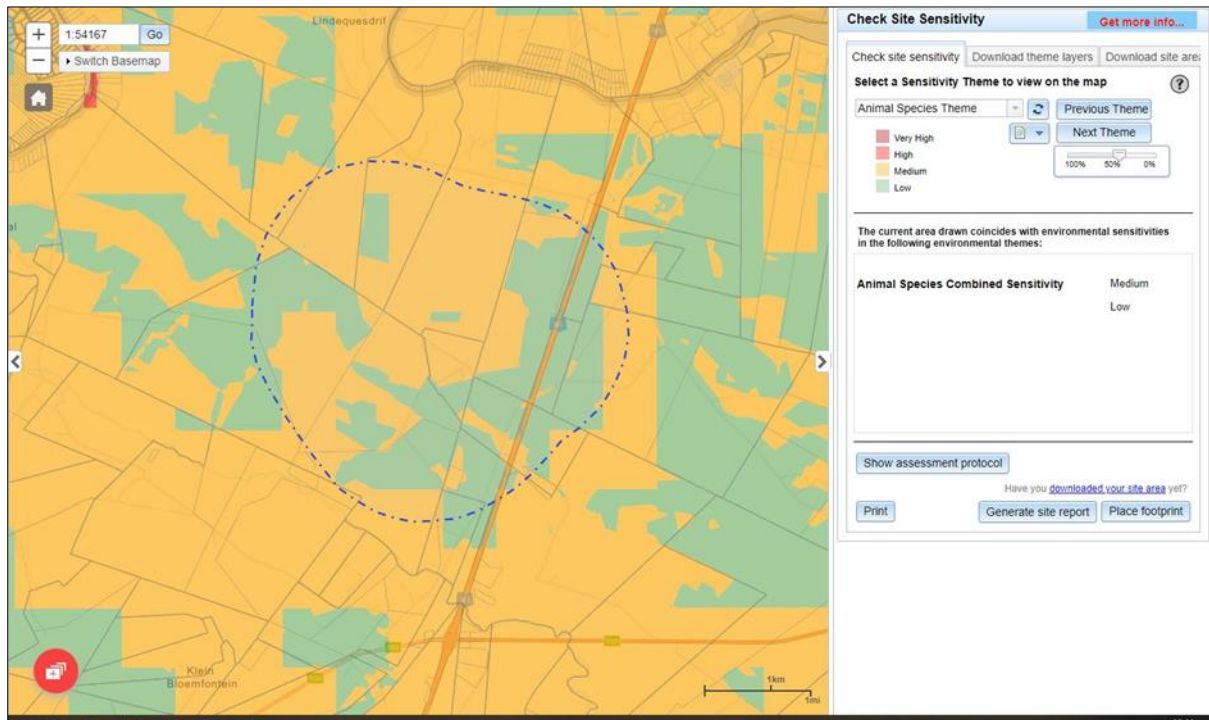 Lindequesdrif
+
1:54167
Go
−
Switch Basemap
Klein
Bloemfontein
4
1km
1mi
Check Site Sensitivity
Get more info...
Check site sensitivity
Download theme layers
Download site area
Select a Sensitivity Theme to view on the map
?
Animal Species Theme
Previous Theme
Next Theme
Very High
High
Medium
Low
100% 50% 0%
The current area drawn coincides with environmental sensitivities
in the following environmental themes:
Animal Species Combined Sensitivity
Medium
Low
Show assessment protocol
Have you downloaded your site area yet?
Print
Generate site report
Place footprint